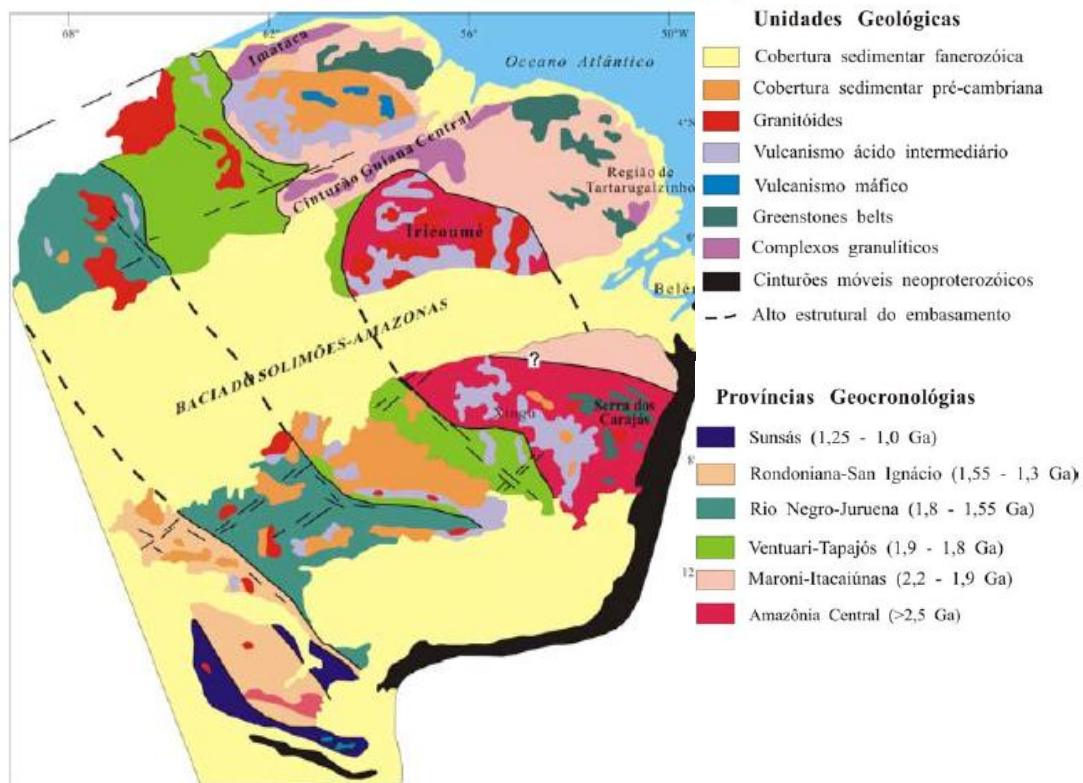 68°
62°
56°
50°W
Imataca
Oceano Atlântico
Cinturão Guiana Central
Região de
Tartarugalzinho
Iricoumé
Belém
BACIA DO SOLIMÕES-AMAZONAS
?
Xingu
Serra dos
Carajás
12
Unidades Geológicas
Cobertura sedimentar fanerozóica
Cobertura sedimentar pré-cambriana
Granitóides
Vulcanismo ácido intermediário
Vulcanismo máfico
Greenstones belts
Complexos granulíticos
Cinturões móveis neoproterozóicos
Alto estrutural do embasamento
Províncias Geocronológias
Sunsás (1,25 - 1,0 Ga)
Rondoniana-San Ignácio (1,55 - 1,3 Ga)
Rio Negro-Juruena (1,8 - 1,55 Ga)
Ventuari-Tapajós (1,9 - 1,8 Ga)
Maroni-Itacaiúnas (2,2 - 1,9 Ga)
Amazônia Central (>2,5 Ga)